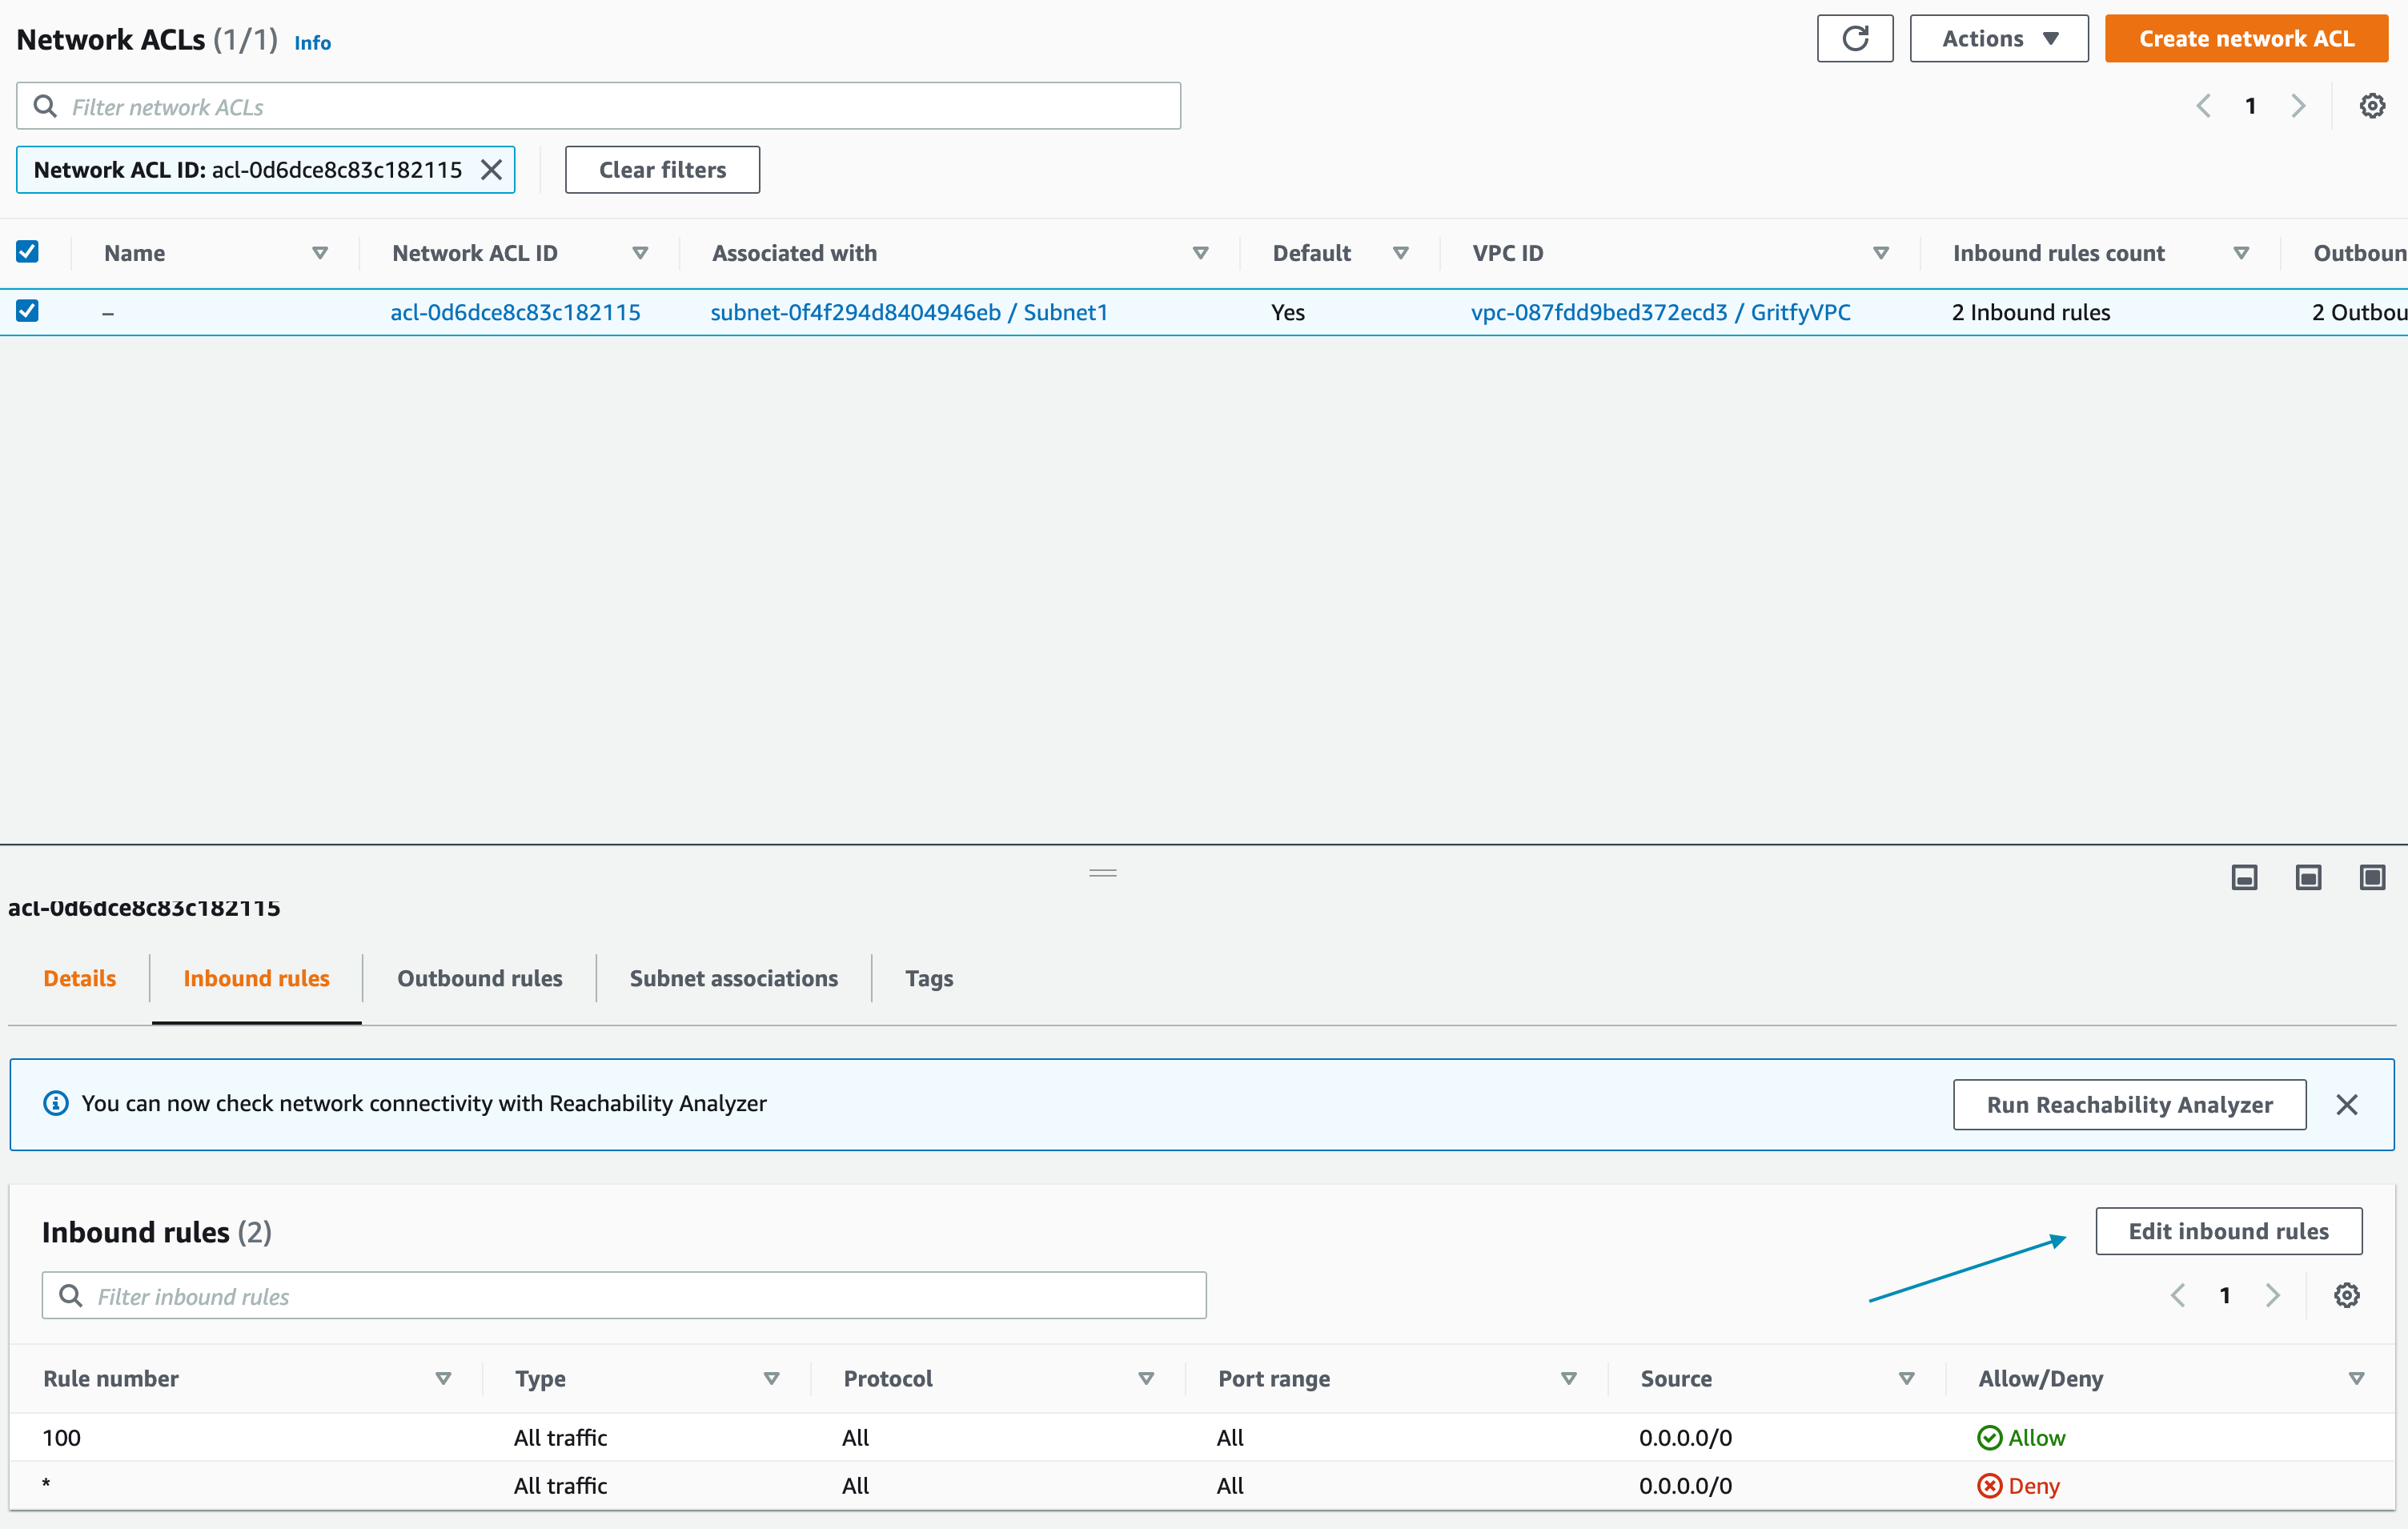 Network ACLs (1/1) Info
Actions Create network ACL
Filter network ACLs
1
Network ACL ID: acl-0d6dce8c83c182115
Clear filters
Name Network ACL ID Associated with Default VPC ID Inbound rules count Outboun
– acl-0d6dce8c83c182115 subnet-0f4f294d8404946eb / Subnet1 Yes vpc-087fdd9bed372ecd3 / GritfyVPC 2 Inbound rules 2 Outbou
acl-0d6dce8c83c182115
Details Inbound rules Outbound rules Subnet associations Tags
You can now check network connectivity with Reachability Analyzer
Run Reachability Analyzer
Inbound rules (2)
Edit inbound rules
Filter inbound rules
1
Rule number Type Protocol Port range Source Allow/Deny
100 All traffic All All 0.0.0.0/0 Allow
* All traffic All All 0.0.0.0/0 Deny